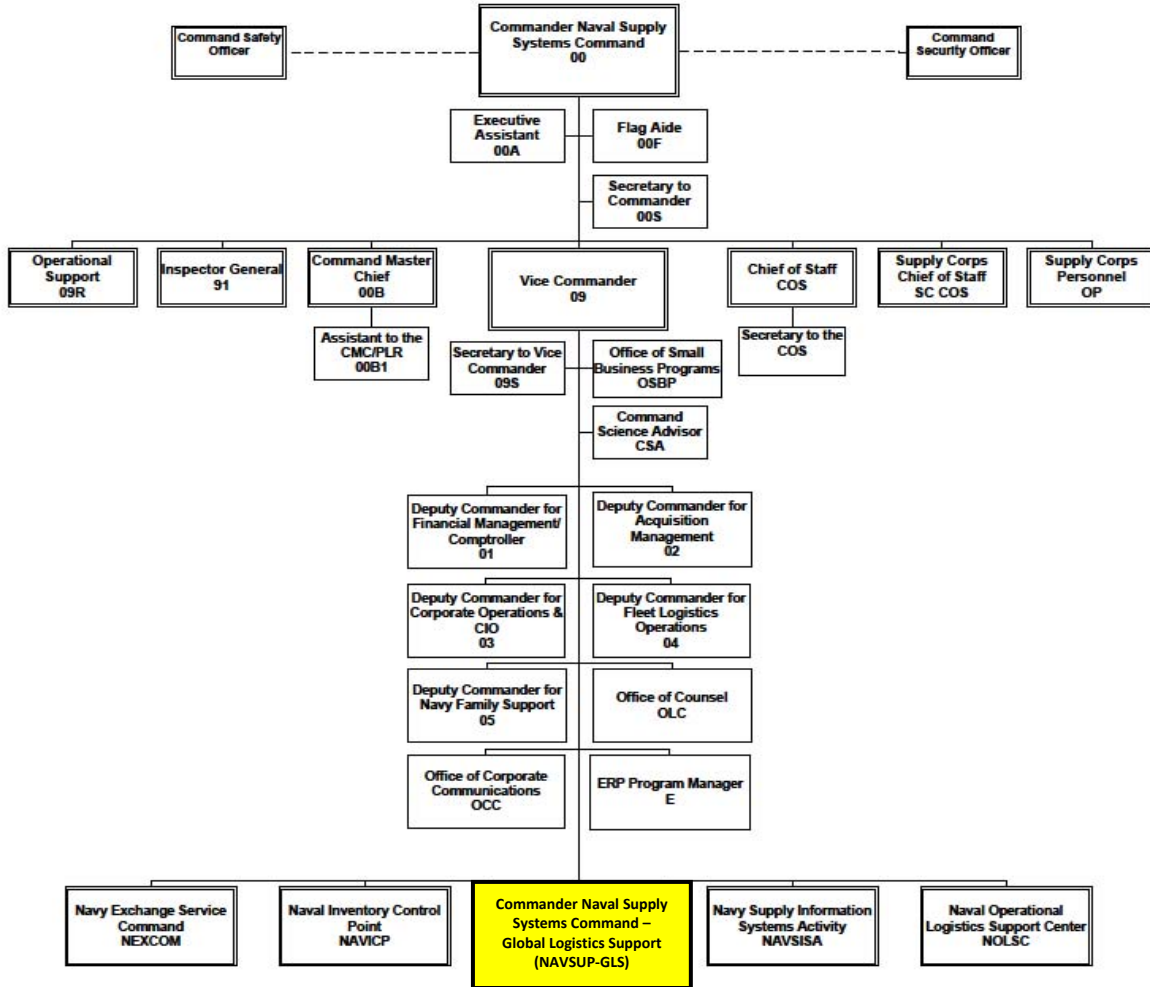 Command Safety
Officer
Commander Naval Supply
Systems Command
00
Command
Security Officer
Executive
Assistant
00A
Flag Aide
00F
Secretary to
Commander
00S
Operational
Support
09R
Inspector General
91
Command Master
Chief
00B
Vice Commander
09
Chief of Staff
COS
Supply Corps
Chief of Staff
SC COS
Supply Corps
Personnel
OP
Assistant to the
CMC/PLR
00B1
Secretary to Vice
Commander
09S
Office of Small
Business Programs
OSBP
Secretary to the
COS
Command
Science Advisor
CSA
Deputy Commander for
Financial Management/
Comptroller
01
Deputy Commander for
Acquisition
Management
02
Deputy Commander for
Corporate Operations &
CIO
03
Deputy Commander for
Fleet Logistics
Operations
04
Deputy Commander for
Navy Family Support
05
Office of Counsel
OLC
Office of Corporate
Communications
OCC
ERP Program Manager
E
Navy Exchange Service
Command
NEXCOM
Naval Inventory Control
Point
NAVICP
Commander Naval Supply
Systems Command –
Global Logistics Support
(NAVSUP-GLS)
Navy Supply Information
Systems Activity
NAVSISA
Naval Operational
Logistics Support Center
NOLSC